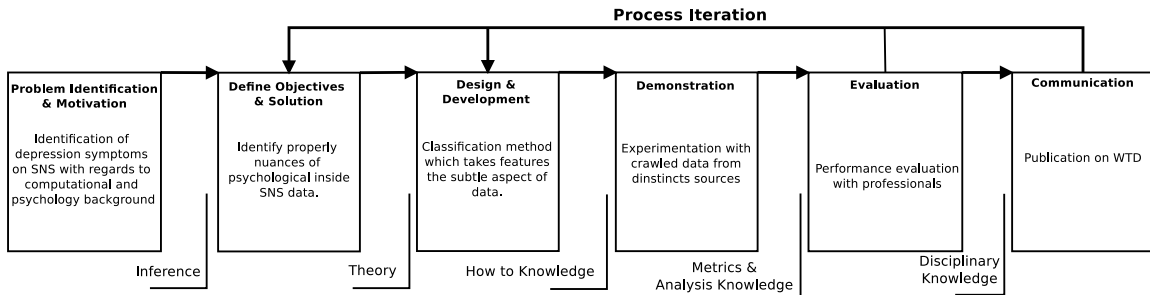 Process Iteration
Problem Identification
& Motivation
Identification of
depression symptoms
on SNS with regards to
computational and
psychology background
Inference
Define Objectives
& Solution
Identify properly
nuances of
psychological inside
SNS data.
Theory
Design &
Development
Classification method
which takes features
the subtle aspect of
data.
How to Knowledge
Demonstration
Experimentation with
crawled data from
dinstincts sources
Metrics &
Analysis Knowledge
Evaluation
Performance evaluation
with professionals
Disciplinary
Knowledge
Communication
Publication on WTD